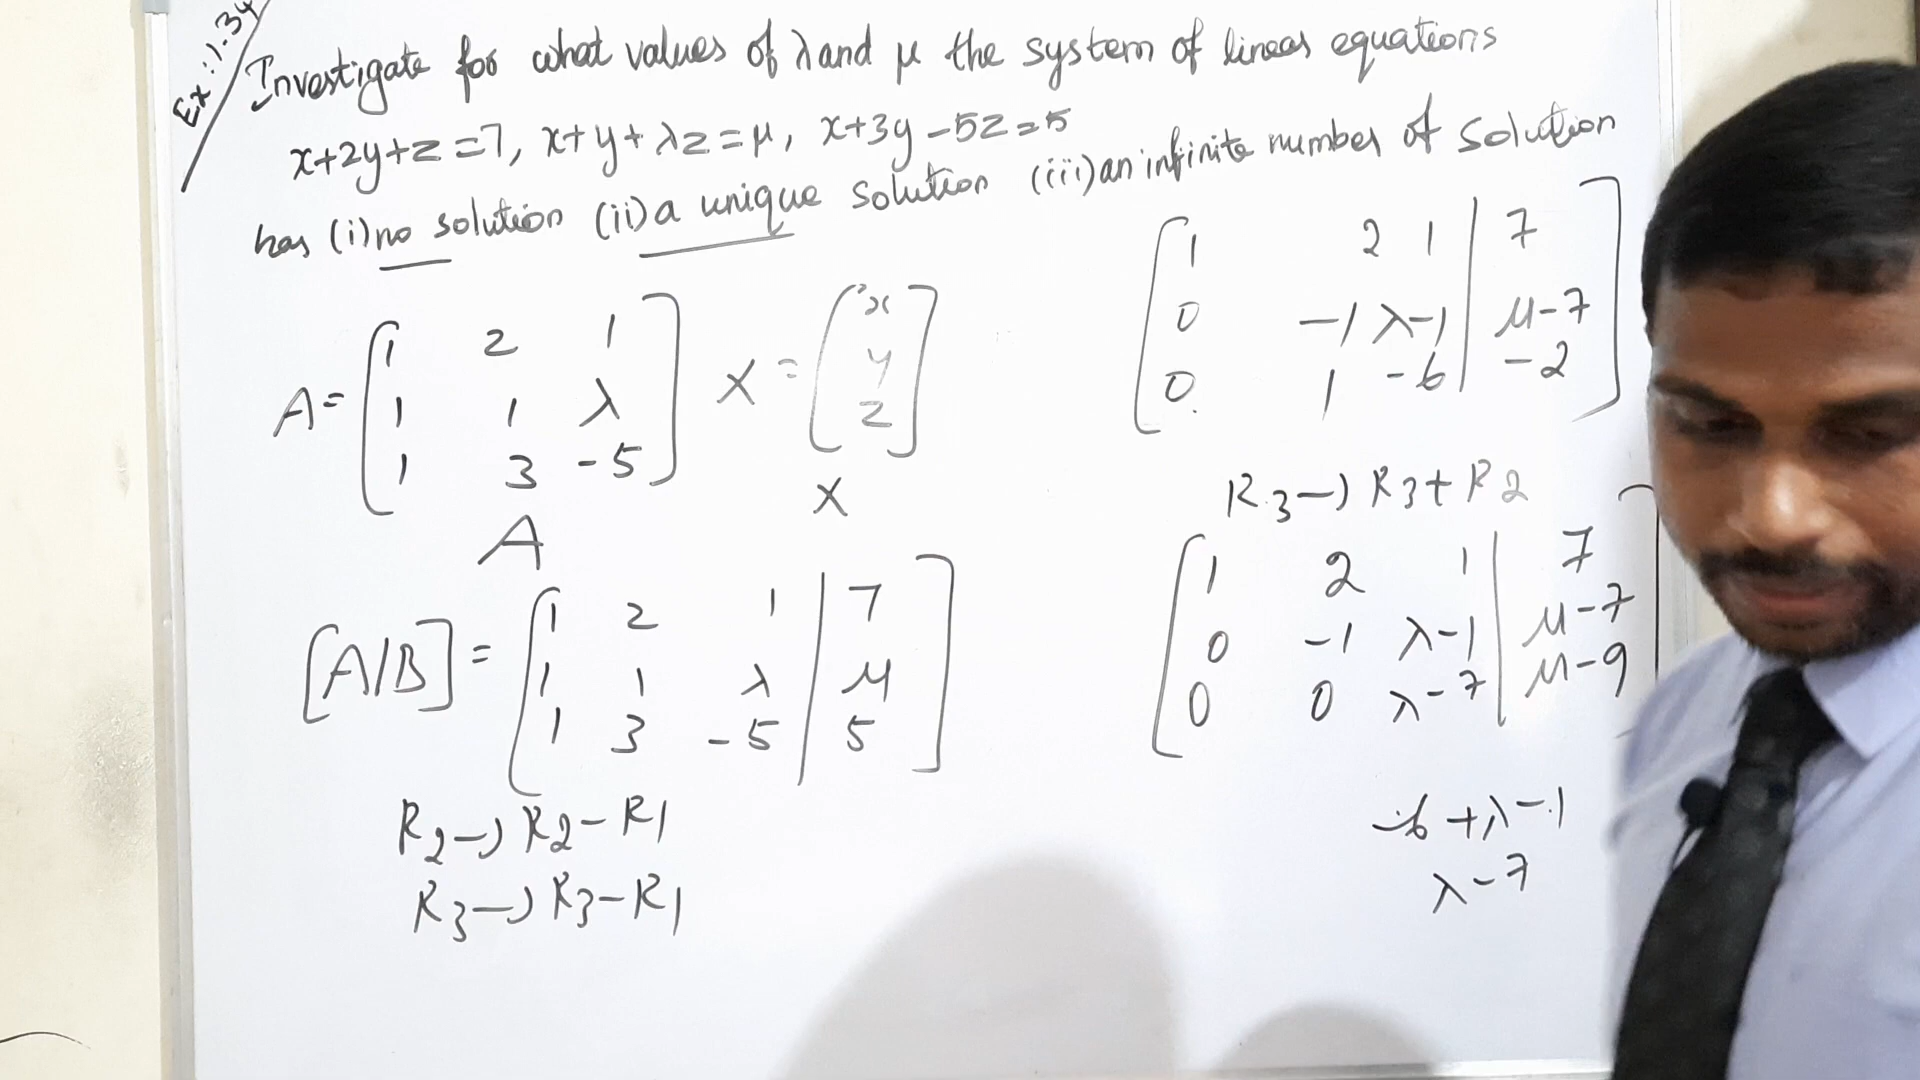 Ex:1.34
Investigate for what values of λ and μ the system of linear equations
x+2y+z=7, x+y+λz=μ, x+3y-5z=5
has (i) no solution (ii) a unique solution (iii) an infinite number of solution
A= [1 2 1
1 1 λ
1 3 -5]
X = [x
y
z]
A
X
[A/B] = [1 2 1 | 7
1 1 λ | μ
1 3 -5 | 5]
R2→R2-R1
R3→R3-R1
[1 2 1 | 7
0 -1 λ-1 | μ-7
0 1 -6 | -2]
R3→R3+R2
[1 2 1 | 7
0 -1 λ-1 | μ-7
0 0 λ-7 | μ-9]
-6+λ-1
λ-7